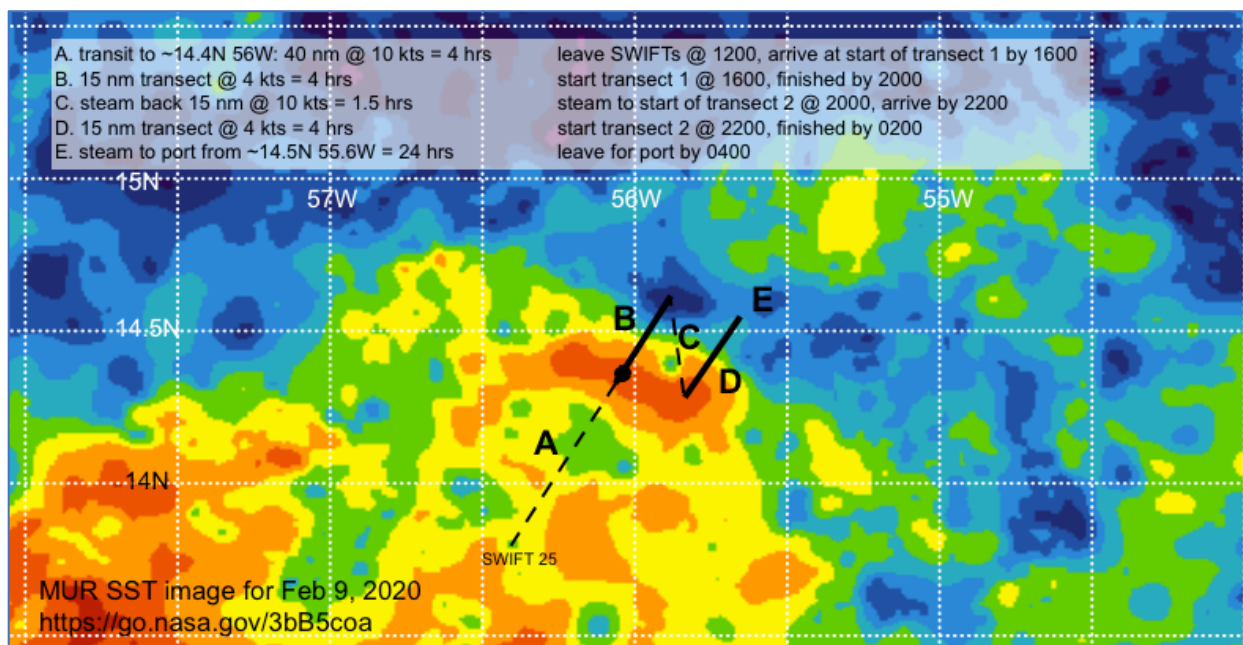 A. transit to ~14.4N 56W: 40 nm @ 10 kts = 4 hrs leave SWIFTs @ 1200, arrive at start of transect 1 by 1600
B. 15 nm transect @ 4 kts = 4 hrs start transect 1 @ 1600, finished by 2000
C. steam back 15 nm @ 10 kts = 1.5 hrs steam to start of transect 2 @ 2000, arrive by 2200
D. 15 nm transect @ 4 kts = 4 hrs start transect 2 @ 2200, finished by 0200
E. steam to port from ~14.5N 55.6W = 24 hrs leave for port by 0400
15N
57W 56W 55W
E
B
14.5N C
D
A
14N
SWIFT 25
MUR SST image for Feb 9, 2020
https://go.nasa.gov/3bB5coa